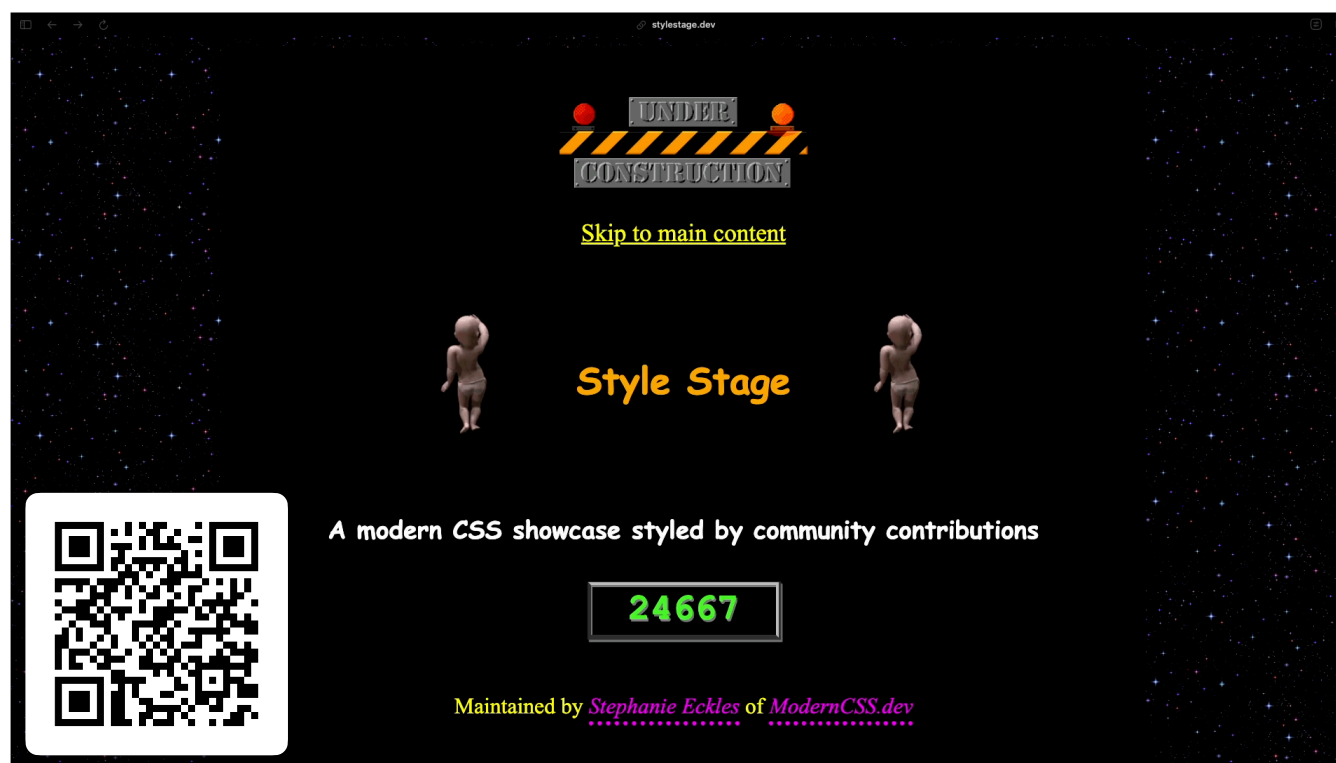 stylestage.dev
UNDER
CONSTRUCTION
Skip to main content
Style Stage
A modern CSS showcase styled by community contributions
24667
Maintained by Stephanie Eckles of ModernCSS.dev